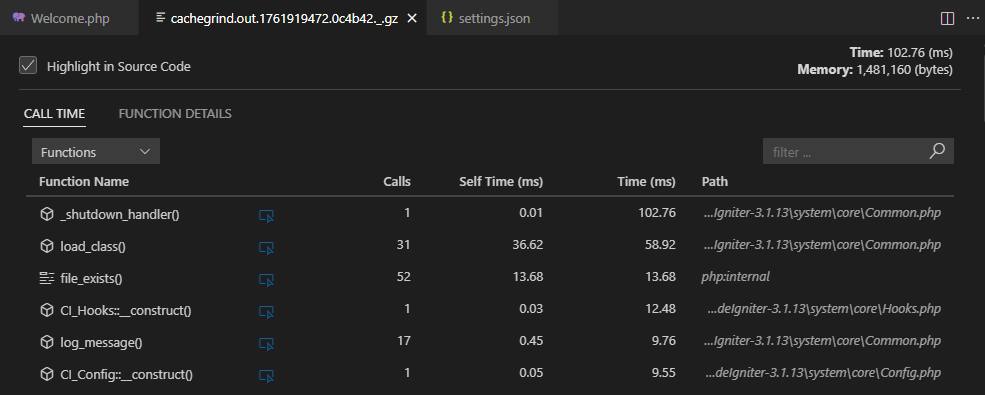 Welcome.php cachegrind.out.1761919472.0c4b42._.gz settings.json
Highlight in Source Code
Time: 102.76 (ms)
Memory: 1,481,160 (bytes)
CALL TIME FUNCTION DETAILS
Functions filter ...
Function Name Calls Self Time (ms) Time (ms) Path
_shutdown_handler() 1 0.01 102.76 ...Igniter-3.1.13\system\core\Common.php
load_class() 31 36.62 58.92 ...Igniter-3.1.13\system\core\Common.php
file_exists() 52 13.68 13.68 php:internal
CI_Hooks::__construct() 1 0.03 12.48 ...deIgniter-3.1.13\system\core\Hooks.php
log_message() 17 0.45 9.76 ...Igniter-3.1.13\system\core\Common.php
CI_Config::__construct() 1 0.05 9.55 ...deIgniter-3.1.13\system\core\Config.php